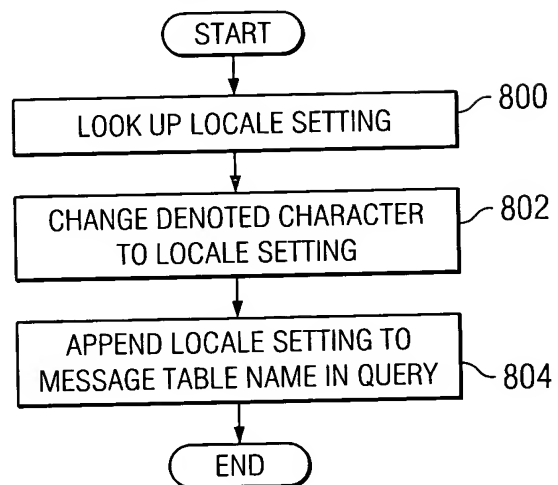 START
LOOK UP LOCALE SETTING
800
CHANGE DENOTED CHARACTER
TO LOCALE SETTING
802
APPEND LOCALE SETTING TO
MESSAGE TABLE NAME IN QUERY
804
END